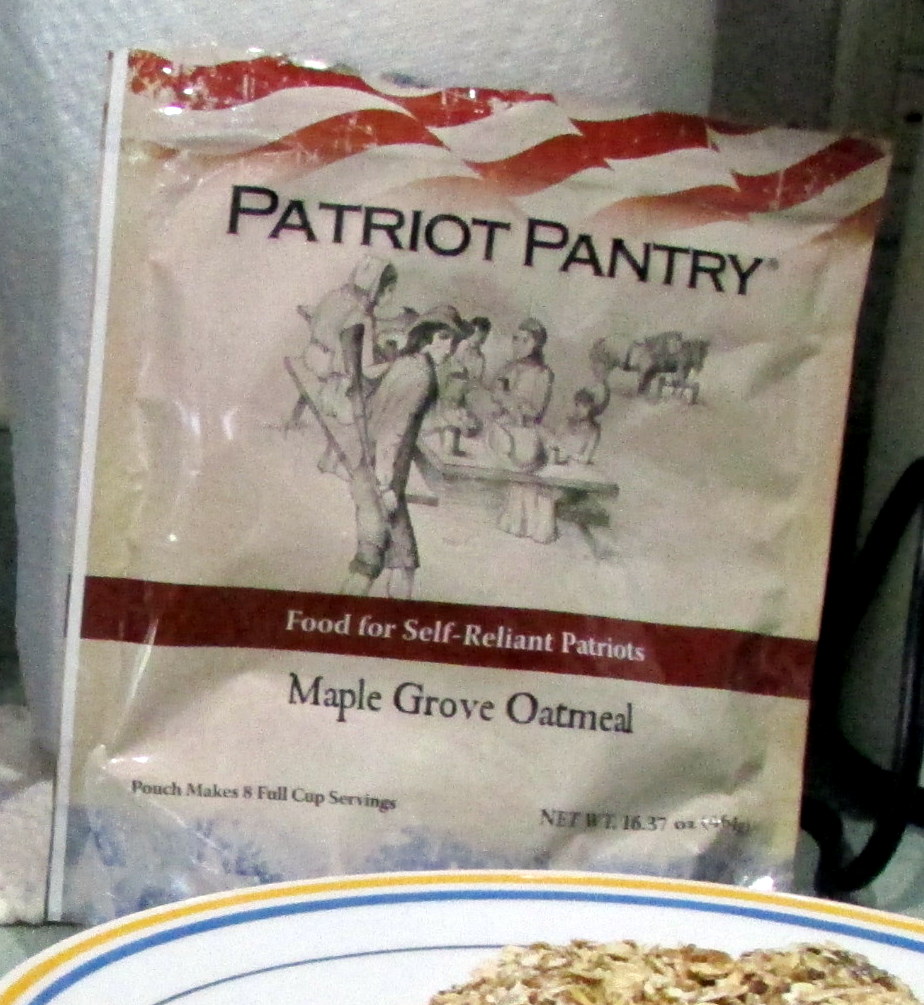 PATRIOT PANTRY®
Food for Self-Reliant Patriots
Maple Grove Oatmeal
Pouch Makes 8 Full Cup Servings
NET WT. 16.37 oz (464g)